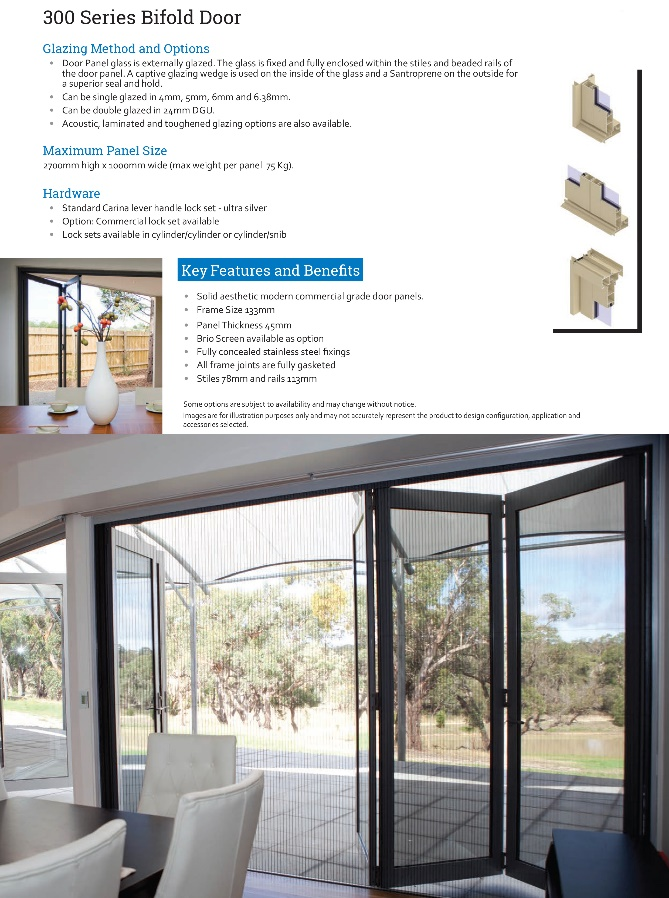 300 Series Bifold Door
Glazing Method and Options
• Door Panel glass is externally glazed. The glass is fixed and fully enclosed within the stiles and beaded rails of
the door panel. A captive glazing wedge is used on the inside of the glass and a Santroprene on the outside for
a superior seal and hold.
• Can be single glazed in 4mm, 5mm, 6mm and 6.38mm.
• Can be double glazed in 24mm DGU.
• Acoustic, laminated and toughened glazing options are also available.
Maximum Panel Size
2700mm high x 1000mm wide (max weight per panel 75 Kg).
Hardware
• Standard Carina lever handle lock set - ultra silver
• Option: Commercial lock set available
• Lock sets available in cylinder/cylinder or cylinder/snib
Key Features and Benefits
• Solid aesthetic modern commercial grade door panels.
• Frame Size 133mm
• Panel Thickness 45mm
• Brio Screen available as option
• Fully concealed stainless steel fixings
• All frame joints are fully gasketed
• Stiles 78mm and rails 113mm
Some options are subject to availability and may change without notice.
Images are for illustration purposes only and may not accurately represent the product to design configuration, application and
accessories selected.